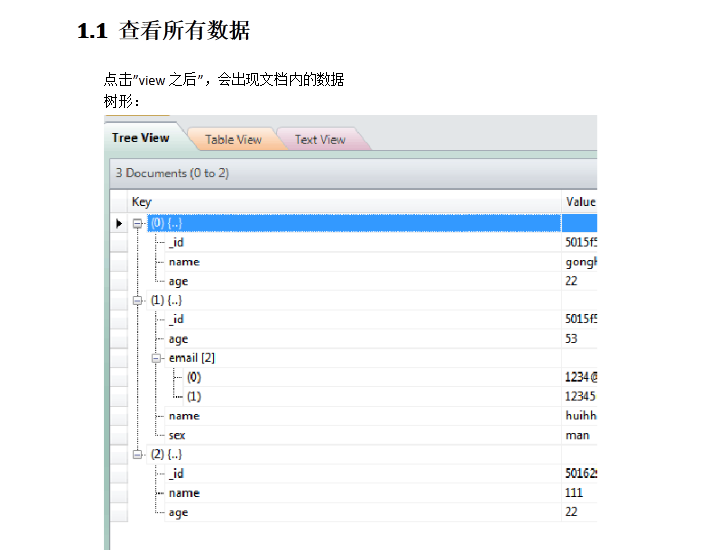 1.1 查看所有数据
点击”view 之后”，会出现文档内的数据
树形：
Tree View Table View Text View
3 Documents (0 to 2)
Key Value
(0) {..}
_id 5015f5
name
age 22
(1) {..}
_id 5015f5
age 53
email [2]
(0) 1234@
(1) 12345
name huihh
sex man
(2) {..}
_id 50162
name 111
age 22